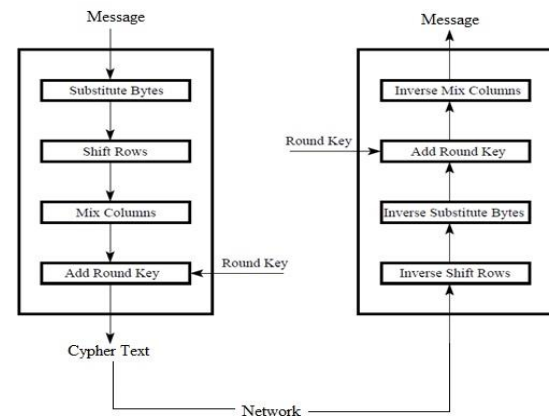 Message
Substitute Bytes
Shift Rows
Mix Columns
Add Round Key
Round Key
Cypher Text
Message
Inverse Mix Columns
Round Key
Add Round Key
Inverse Substitute Bytes
Inverse Shift Rows
Network